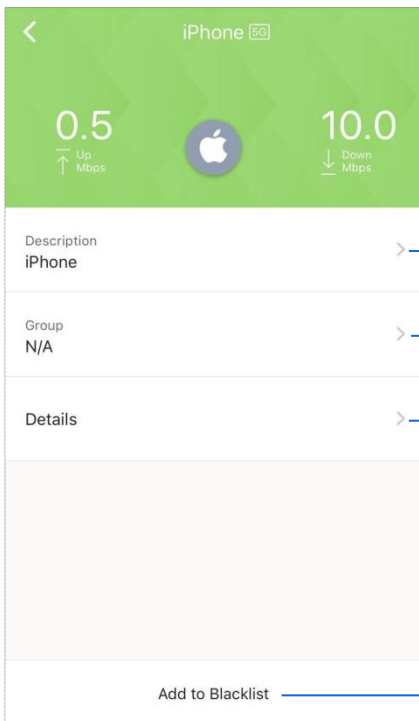 iPhone 5G
0.5
Up
Mbps
10.0
Down
Mbps
Description
iPhone
Group
N/A
Details
Add to Blacklist